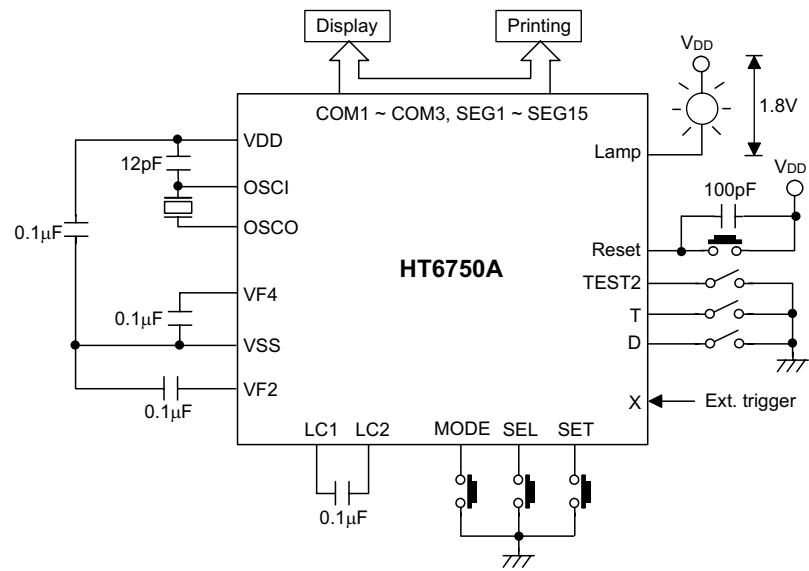 Display
Printing
COM1 ~ COM3, SEG1 ~ SEG15
VDD
1.8V
Lamp
VDD
12pF
OSCI
OSCO
0.1μF
VDD
100pF
Reset
HT6750A
TEST2
T
D
VF4
0.1μF
VSS
VF2
0.1μF
X
Ext. trigger
LC1
LC2
MODE
SEL
SET
0.1μF